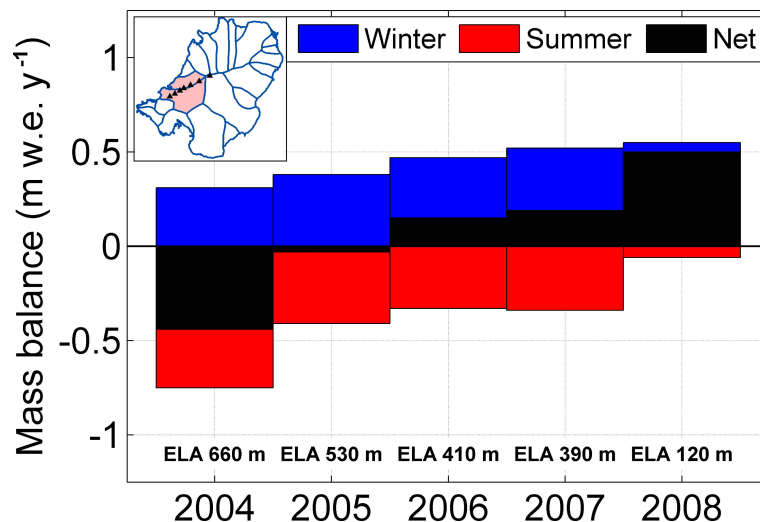 Winter Summer Net
Mass balance (m w.e. y⁻¹)
1
0.5
0
-0.5
-1
ELA 660 m ELA 530 m ELA 410 m ELA 390 m ELA 120 m
2004 2005 2006 2007 2008